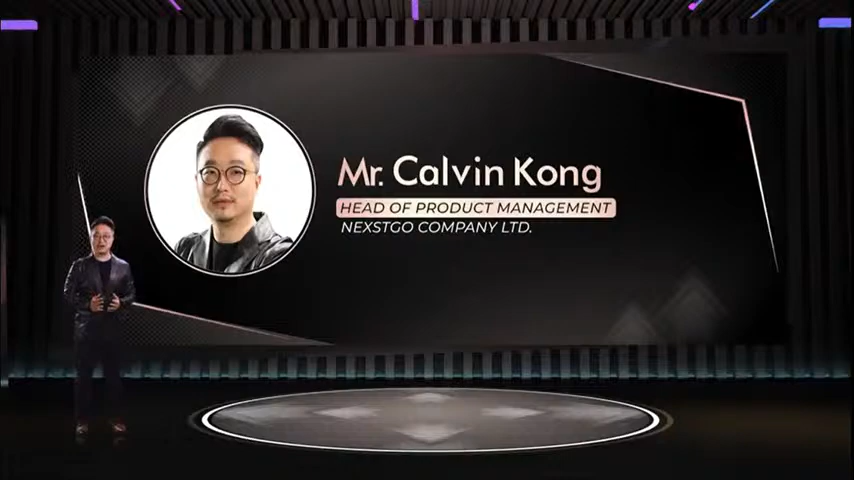 Mr. Calvin Kong
HEAD OF PRODUCT MANAGEMENT
NEXSTGO COMPANY LTD.